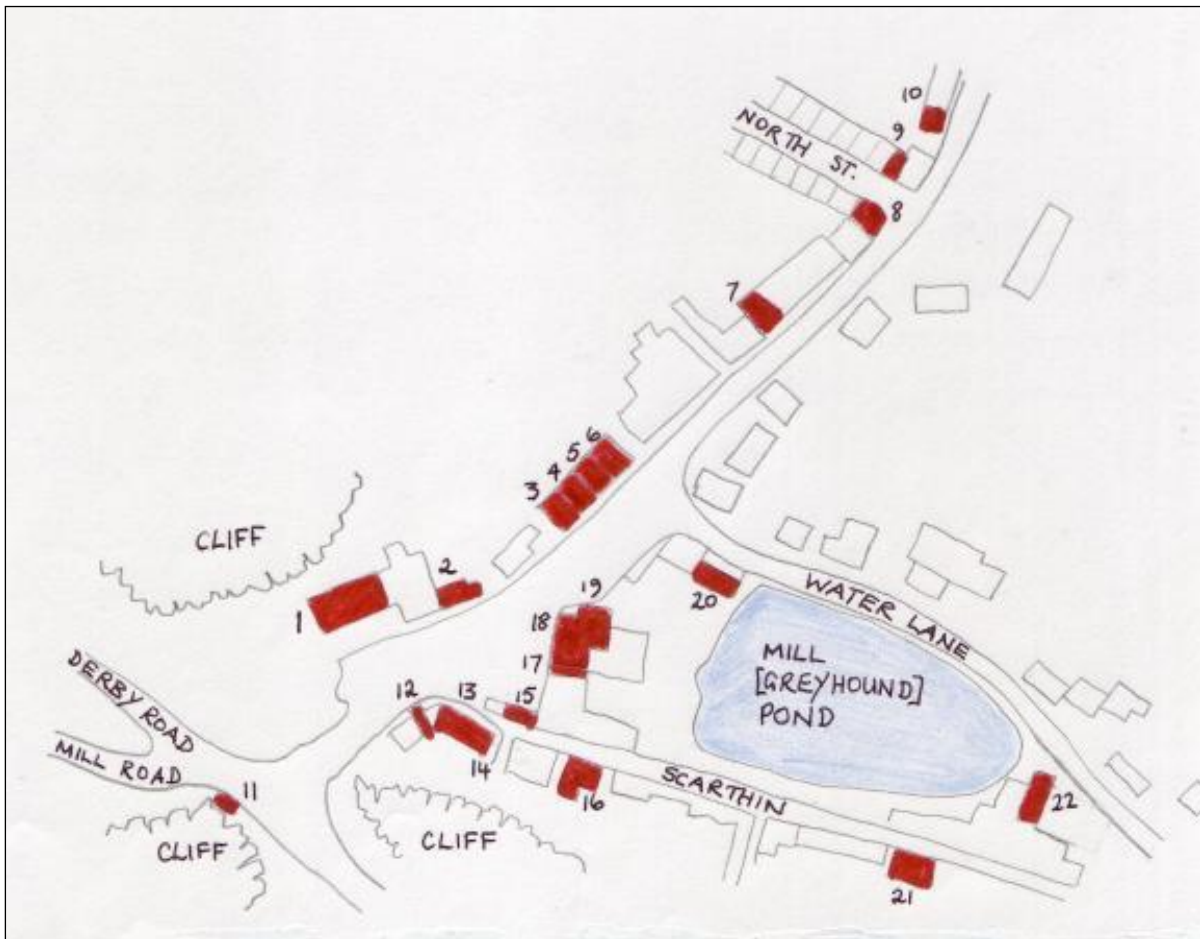 10
9
NORTH ST.
8
7
6
5
4
3
CLIFF
2
1
WATER LANE
20
19
18
17
MILL
[GREYHOUND]
POND
DERBY ROAD
MILL ROAD
12
13
15
14
16
SCARTHIN
11
CLIFF
CLIFF
22
21